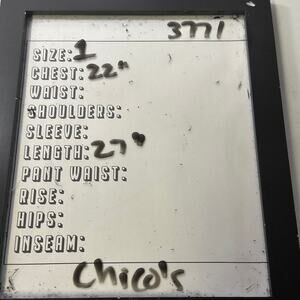 3771
SIZE: 1
CHEST: 22"
WAIST:
SHOULDERS:
SLEEVE:
LENGTH: 27"
PANT WAIST:
RISE:
HIPS:
INSEAM:
Chico's